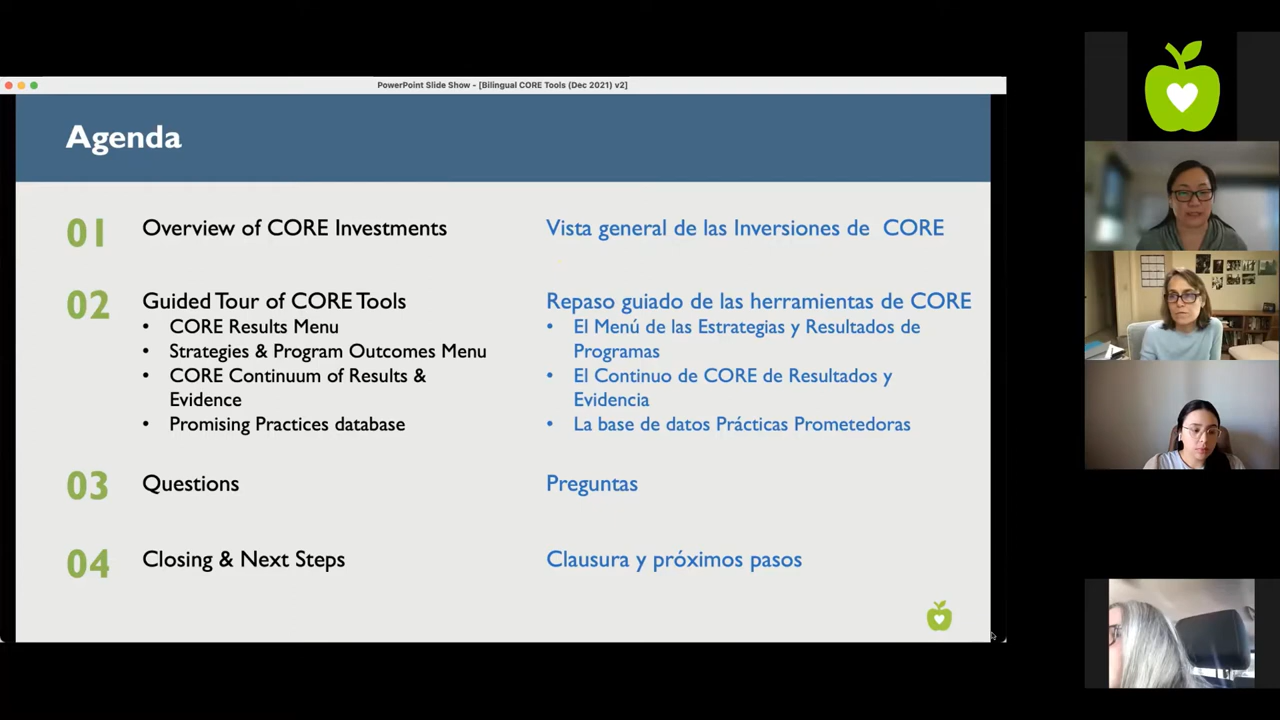 PowerPoint Slide Show - [Bilingual CORE Tools (Dec 2021) v2]
Agenda
01
Overview of CORE Investments
Vista general de las Inversiones de CORE
02
Guided Tour of CORE Tools
• CORE Results Menu
• Strategies & Program Outcomes Menu
• CORE Continuum of Results &
Evidence
• Promising Practices database
Repaso guiado de las herramientas de CORE
• El Menú de las Estrategias y Resultados de
Programas
• El Continuo de CORE de Resultados y
Evidencia
• La base de datos Prácticas Prometedoras
03
Questions
Preguntas
04
Closing & Next Steps
Clausura y próximos pasos